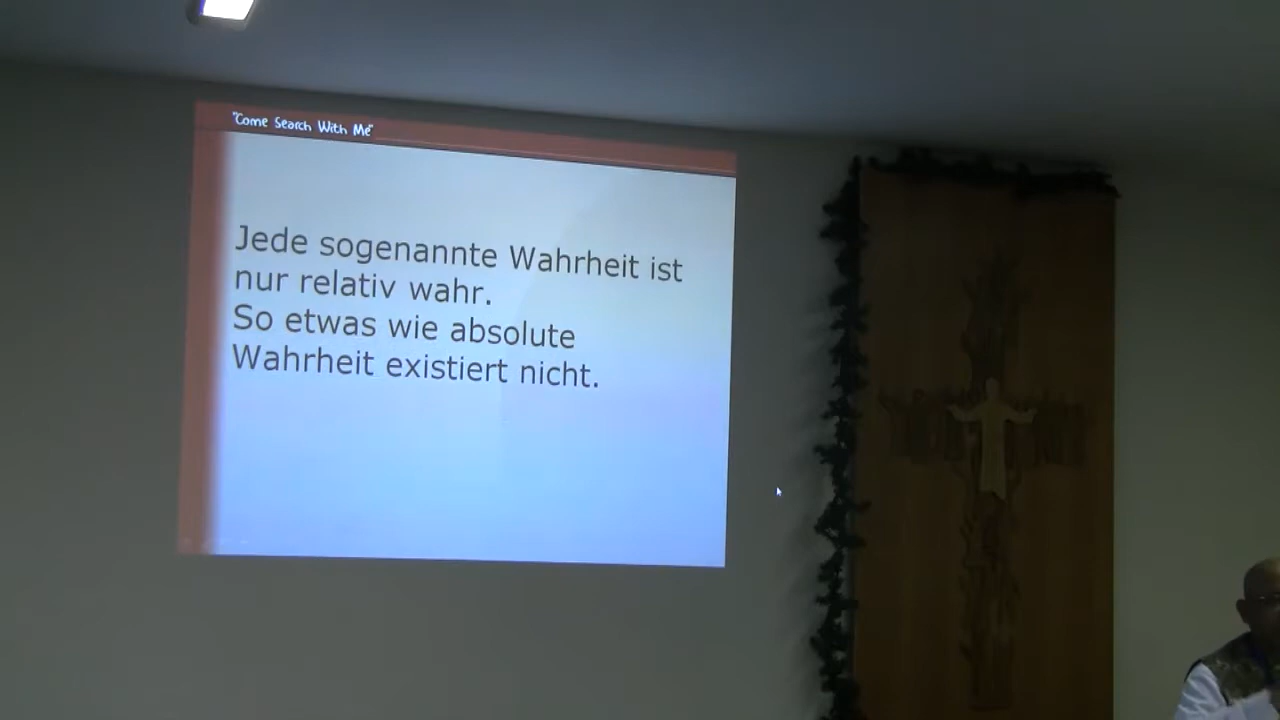 "Come Search With Me"
Jede sogenannte Wahrheit ist
nur relativ wahr.
So etwas wie absolute
Wahrheit existiert nicht.